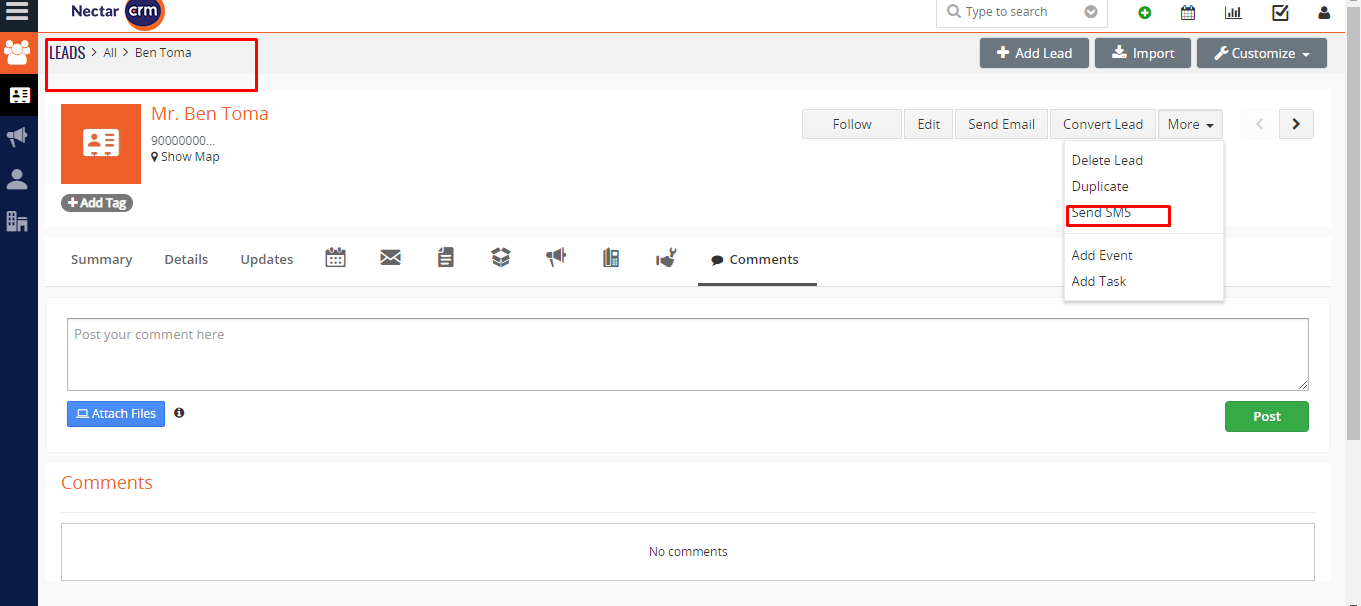 Nectar crm
Type to search
LEADS > All > Ben Toma
Add Lead
Import
Customize
Mr. Ben Toma
90000000...
Show Map
Add Tag
Follow
Edit
Send Email
Convert Lead
More
Delete Lead
Duplicate
Send SMS
Add Event
Add Task
Summary
Details
Updates
Comments
Post your comment here
Attach Files
Post
Comments
No comments